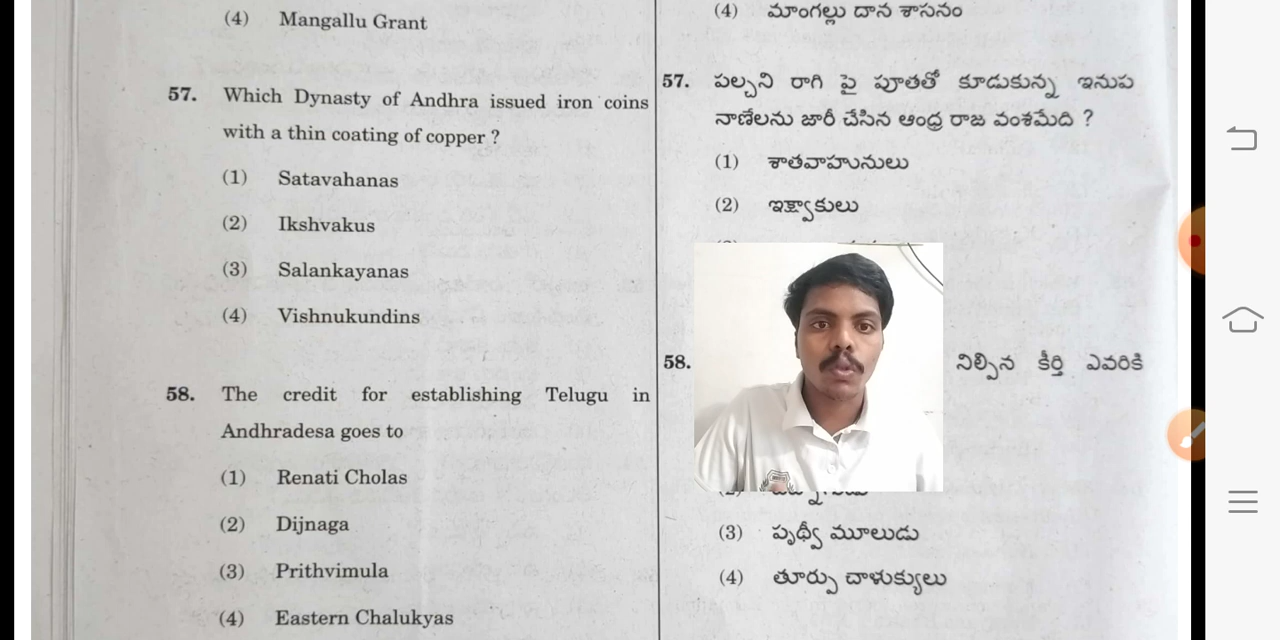 (4) Mangallu Grant
57. Which Dynasty of Andhra issued iron coins
with a thin coating of copper ?
(1) Satavahanas
(2) Ikshvakus
(3) Salankayanas
(4) Vishnukundins
58. The credit for establishing Telugu in
Andhradesa goes to
(1) Renati Cholas
(2) Dijnaga
(3) Prithvimula
(4) Eastern Chalukyas
(4) మాంగల్లు దాన శాసనం
57. పల్చని రాగి పై పూతతో కూడుకున్న ఇనుప
నాణేలను జారీ చేసిన ఆంధ్ర రాజ వంశమేది ?
(1) శాతవాహనులు
(2) ఇక్ష్వాకులు
58. నిల్పిన కీర్తి ఎవరికి
(3) పృథ్వీ మూలుడు
(4) తూర్పు చాళుక్యులు